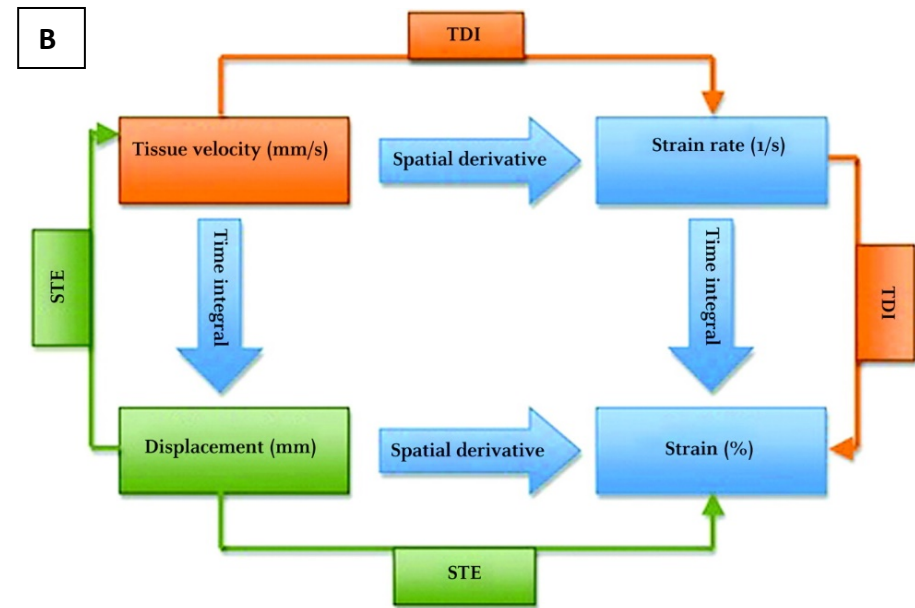 B
TDI
Tissue velocity (mm/s)
Spatial derivative
Strain rate (1/s)
STE
Time integral
Time integral
TDI
Displacement (mm)
Spatial derivative
Strain (%)
STE